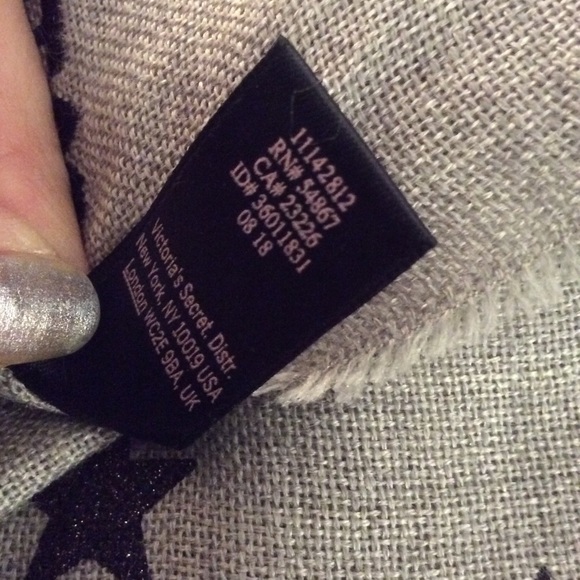 11142812
RN# 54867
CA# 23226
ID# 36011831
08 18
Victoria's Secret. Distr.
New York, NY 10019 USA
London WC2E 9BA, UK